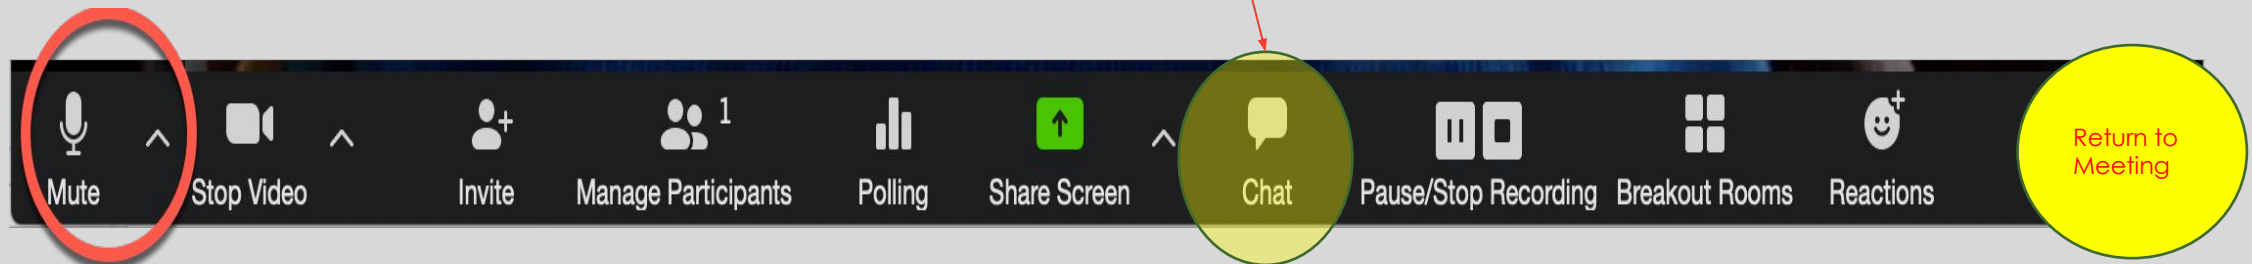 Mute
Stop Video
Invite
Manage Participants
1
Polling
Share Screen
Chat
Pause/Stop Recording
Breakout Rooms
Reactions
Return to
Meeting